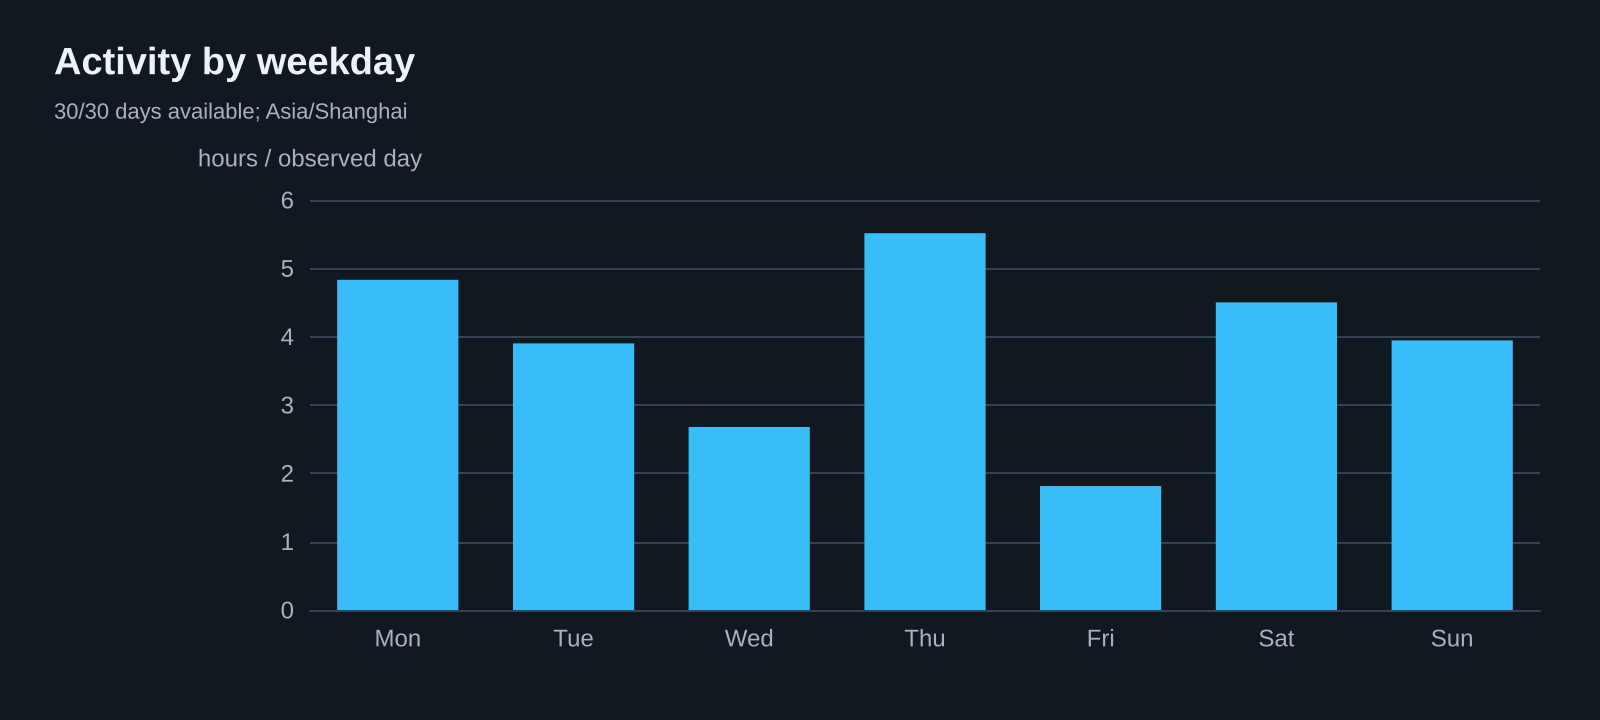 Activity by weekday
30/30 days available; Asia/Shanghai
hours / observed day
6
5
4
3
2
1
0
Mon Tue Wed Thu Fri Sat Sun